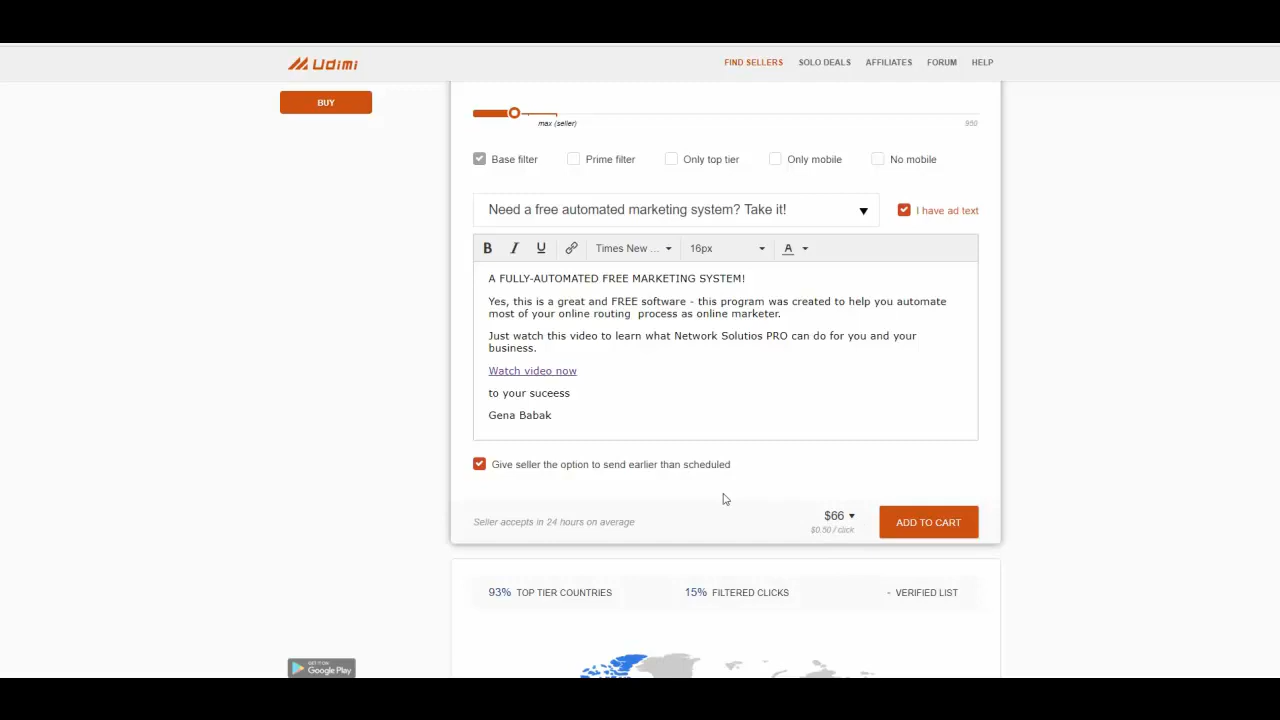 Udimi
FIND SELLERS
SOLO DEALS
AFFILIATES
FORUM
HELP
BUY
max (seller)
950
Base filter
Prime filter
Only top tier
Only mobile
No mobile
Need a free automated marketing system? Take it!
I have ad text
B I U Times New ... 16px A
A FULLY-AUTOMATED FREE MARKETING SYSTEM!
Yes, this is a great and FREE software - this program was created to help you automate
most of your online routing  process as online marketer.
Just watch this video to learn what Network Solutios PRO can do for you and your
business.
Watch video now
to your suceess
Gena Babak
Give seller the option to send earlier than scheduled
Seller accepts in 24 hours on average
$66
$0.50 / click
ADD TO CART
93% TOP TIER COUNTRIES
15% FILTERED CLICKS
- VERIFIED LIST
GET IT ON
Google Play